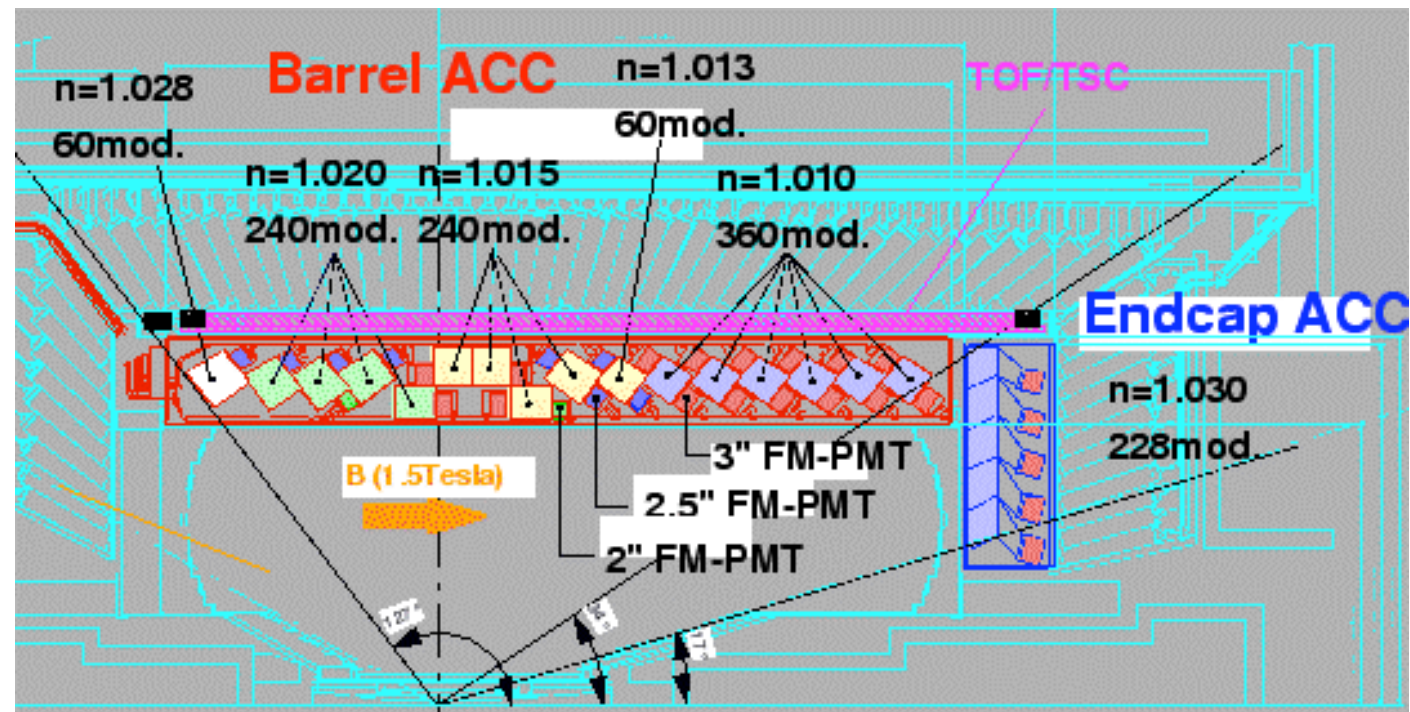 Barrel ACC
n=1.028
60mod.
n=1.020
240mod.
n=1.015
240mod.
n=1.013
60mod.
n=1.010
360mod.
TOF/TSC
Endcap ACC
n=1.030
228mod.
B (1.5Tesla)
3" FM-PMT
2.5" FM-PMT
2" FM-PMT
127°
34°
17°